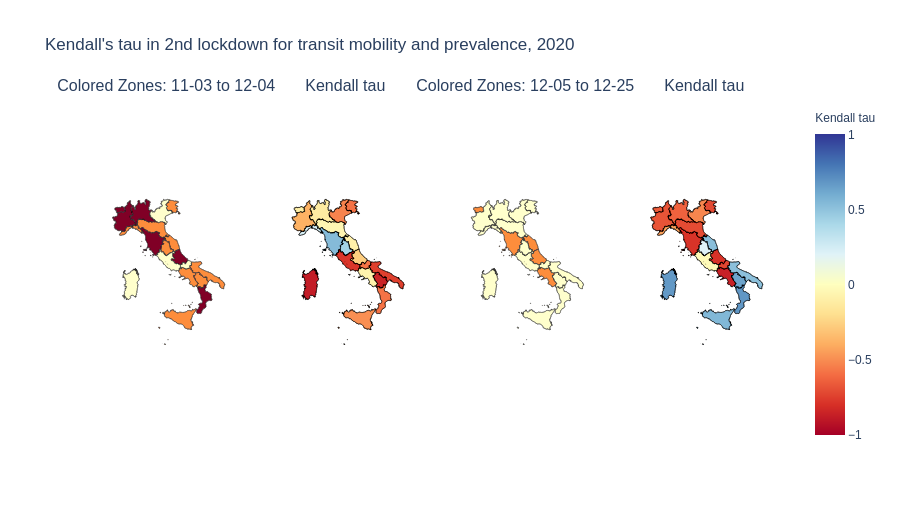 Kendall's tau in 2nd lockdown for transit mobility and prevalence, 2020
Colored Zones: 11-03 to 12-04
Kendall tau
Colored Zones: 12-05 to 12-25
Kendall tau
Kendall tau
1
0.5
0
−0.5
−1